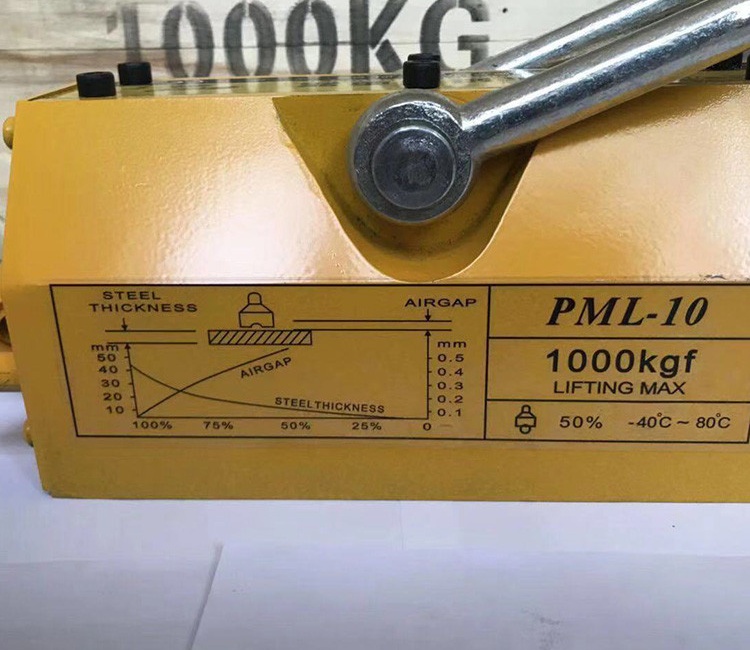 1000KG
STEEL
THICKNESS
AIRGAP
mm
50
40
30
20
10
AIRGAP
STEELTHICKNESS
mm
0.5
0.4
0.3
0.2
0.1
100% 75% 50% 25% 0
PML-10
1000kgf
LIFTING MAX
50% -40°C ~ 80°C